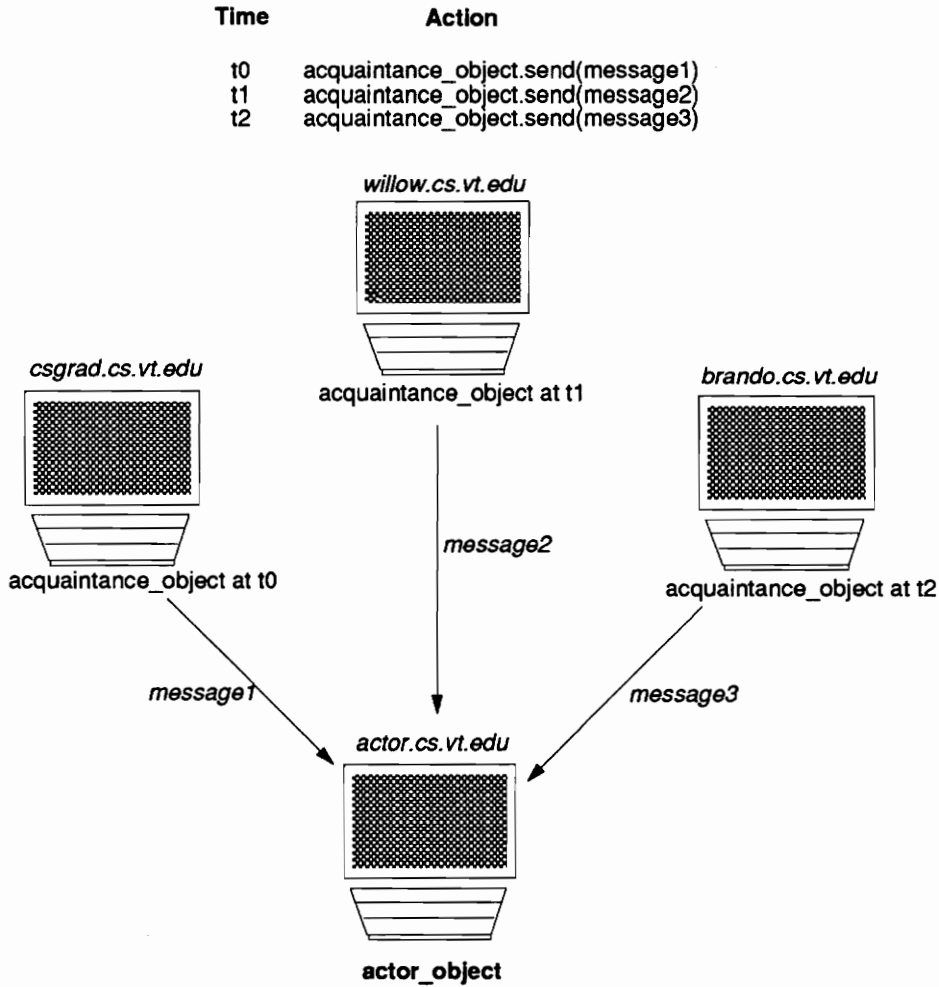 Time Action
t0 acquaintance_object.send(message1)
t1 acquaintance_object.send(message2)
t2 acquaintance_object.send(message3)
willow.cs.vt.edu
acquaintance_object at t1
csgrad.cs.vt.edu
acquaintance_object at t0
brando.cs.vt.edu
acquaintance_object at t2
message2
message1
message3
actor.cs.vt.edu
actor_object